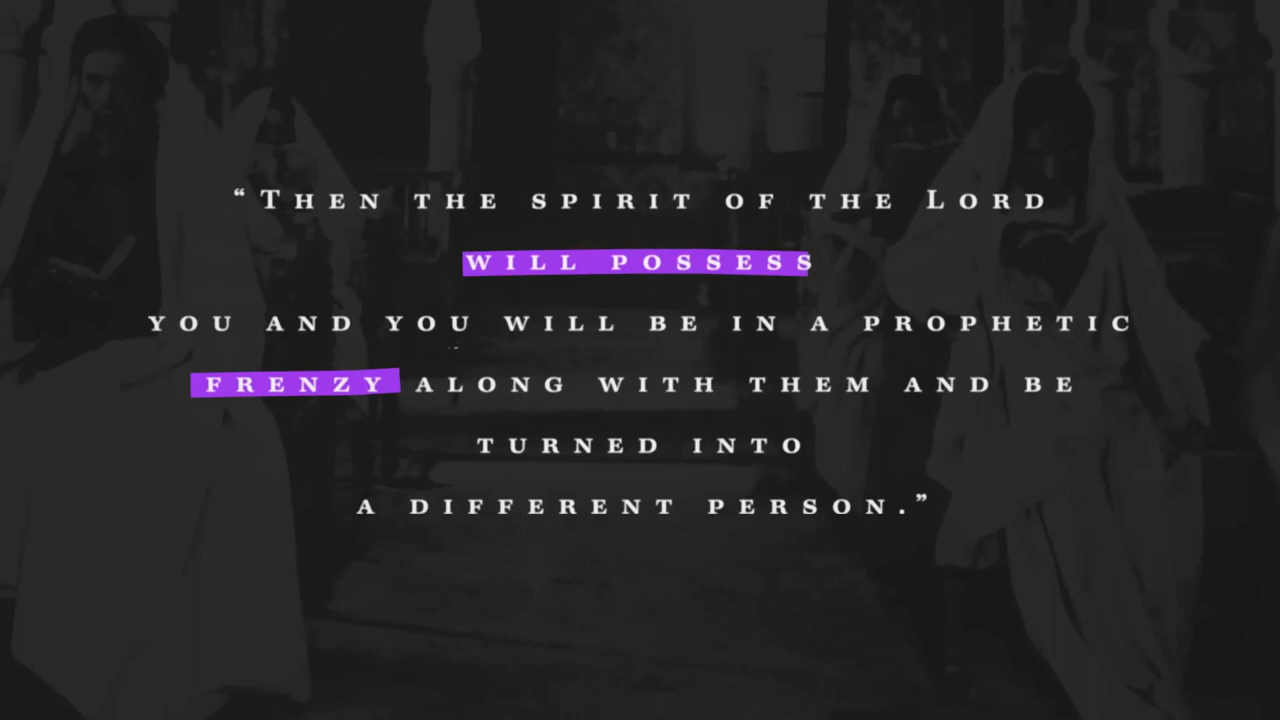 “Then the spirit of the Lord
will possess
you and you will be in a prophetic
frenzy along with them and be
turned into
a different person.”